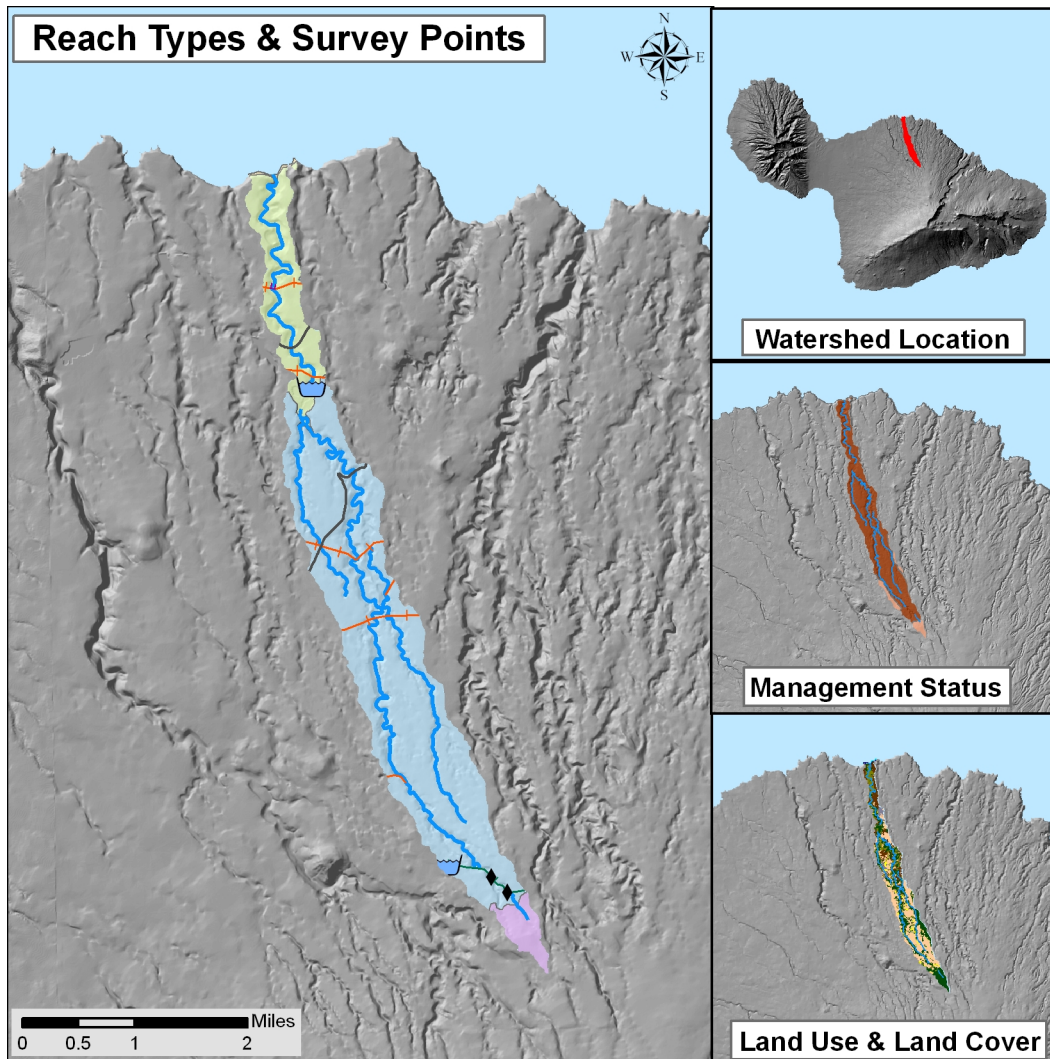 Reach Types & Survey Points
N
W E
S
Watershed Location
Management Status
Land Use & Land Cover
Miles
0 0.5 1 2